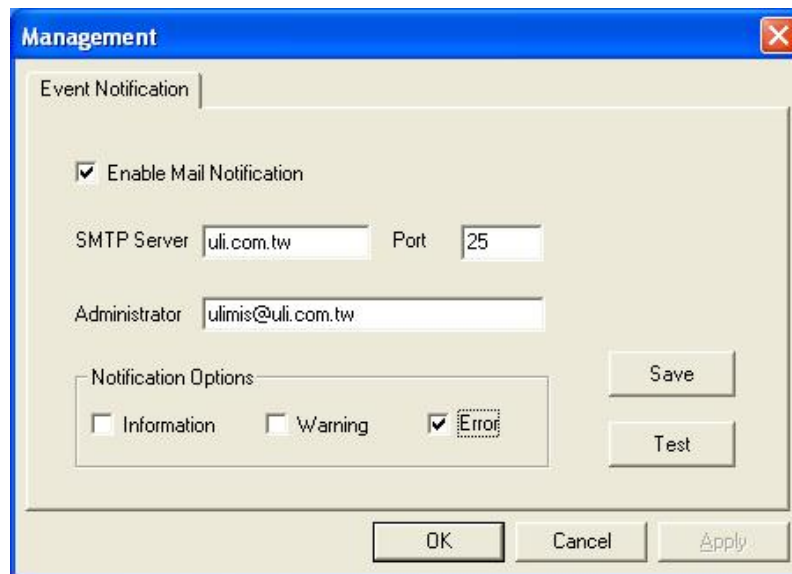 Management
Event Notification
Enable Mail Notification
SMTP Server uli.com.tw Port 25
Administrator ulimis@uli.com.tw
Notification Options
Information Warning Error
Save
Test
OK Cancel Apply